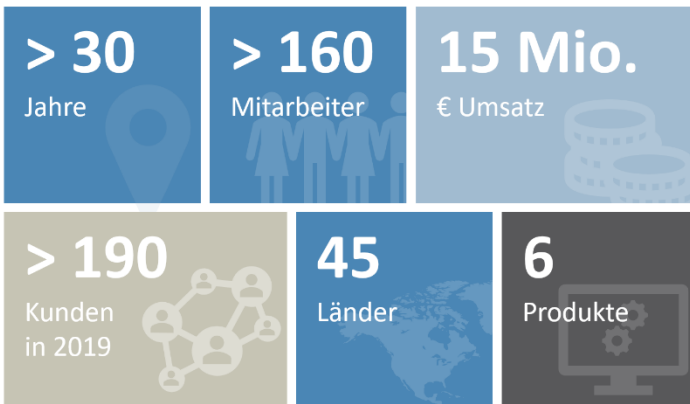 > 30
Jahre
> 160
Mitarbeiter
15 Mio.
€ Umsatz
> 190
Kunden
in 2019
45
Länder
6
Produkte